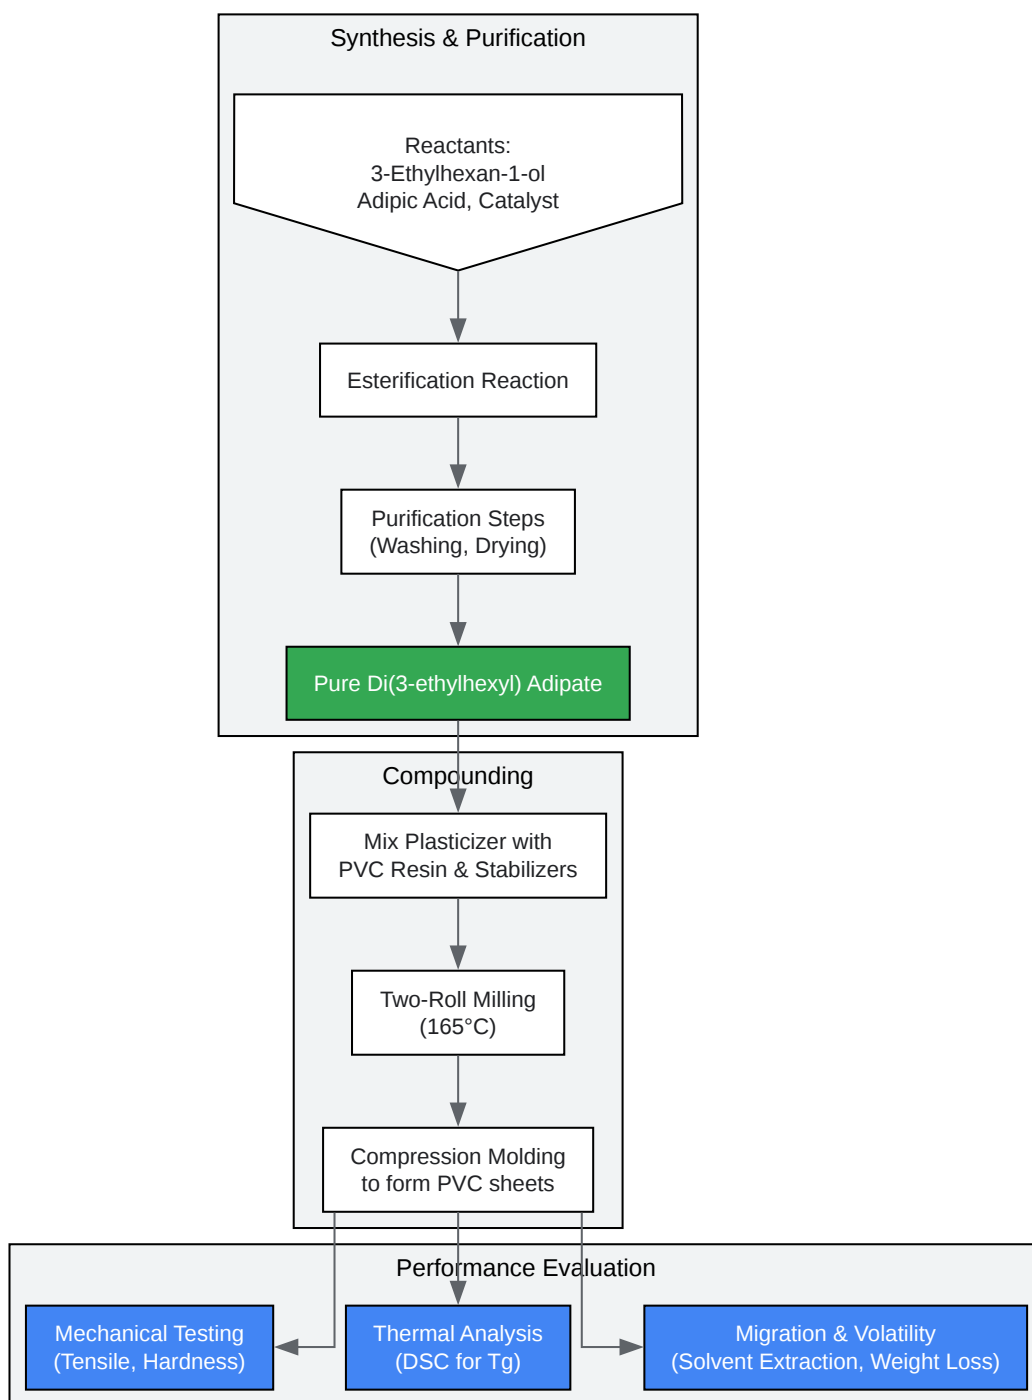 Synthesis & Purification
Reactants:
3-Ethylhexan-1-ol
Adipic Acid, Catalyst
Esterification Reaction
Purification Steps
(Washing, Drying)
Pure Di(3-ethylhexyl) Adipate
Compounding
Mix Plasticizer with
PVC Resin & Stabilizers
Two-Roll Milling
(165°C)
Compression Molding
to form PVC sheets
Performance Evaluation
Mechanical Testing
(Tensile, Hardness)
Thermal Analysis
(DSC for Tg)
Migration & Volatility
(Solvent Extraction, Weight Loss)